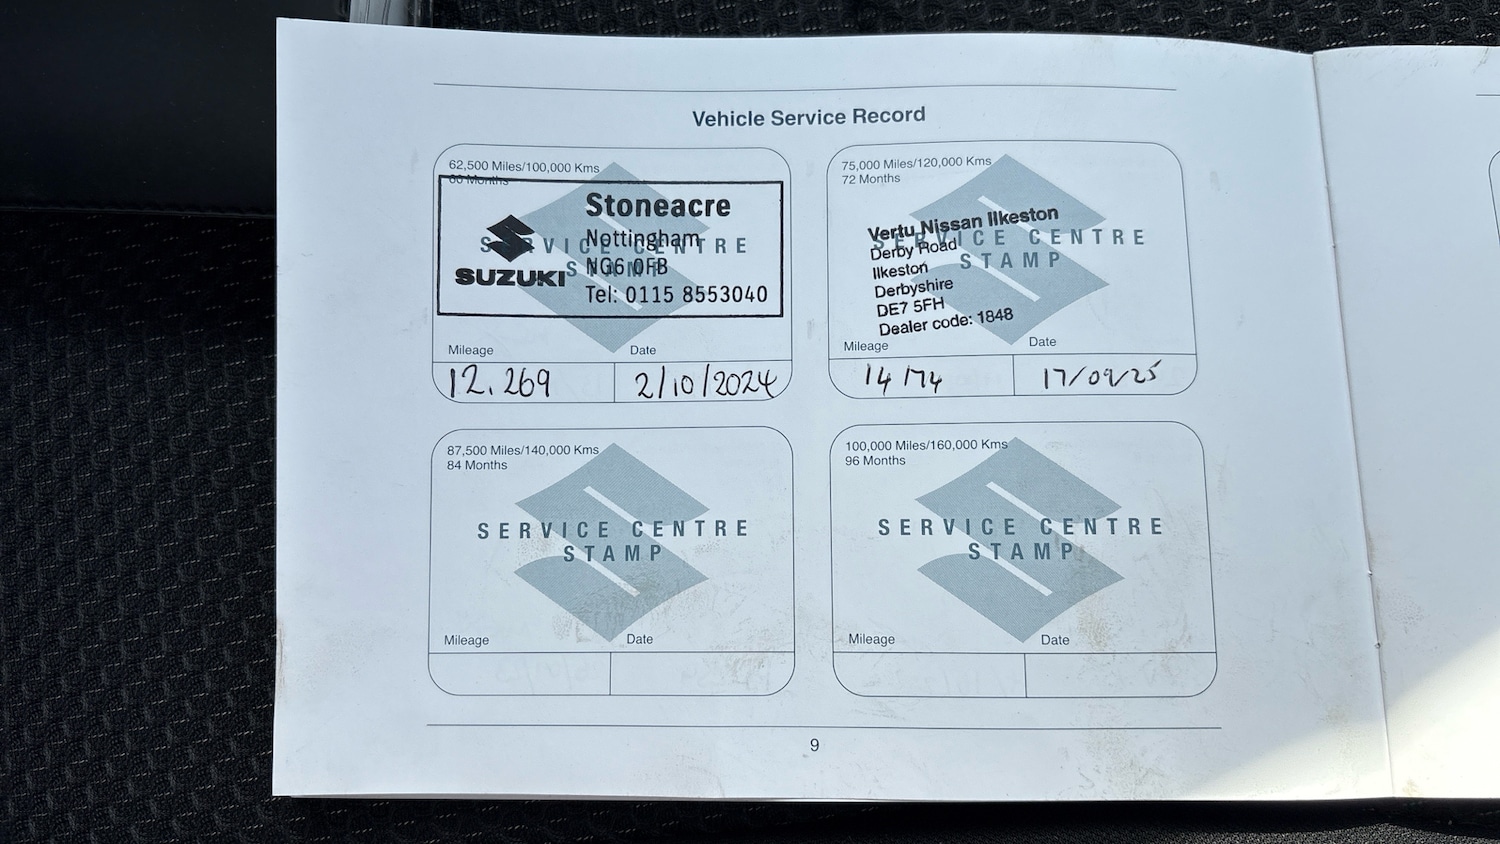 Vehicle Service Record
62,500 Miles/100,000 Kms
60 Months
SERVICE CENTRE
STAMP
SUZUKI
Stoneacre
Nottingham
NG6 0FB
Tel: 0115 8553040
Mileage
Date
12.269
2/10/2024
75,000 Miles/120,000 Kms
72 Months
SERVICE CENTRE
STAMP
Vertu Nissan Ilkeston
Derby Road
Ilkeston
Derbyshire
DE7 5FH
Dealer code: 1848
Mileage
Date
14174
17/09/25
87,500 Miles/140,000 Kms
84 Months
SERVICE CENTRE
STAMP
Mileage
Date
100,000 Miles/160,000 Kms
96 Months
SERVICE CENTRE
STAMP
Mileage
Date
9